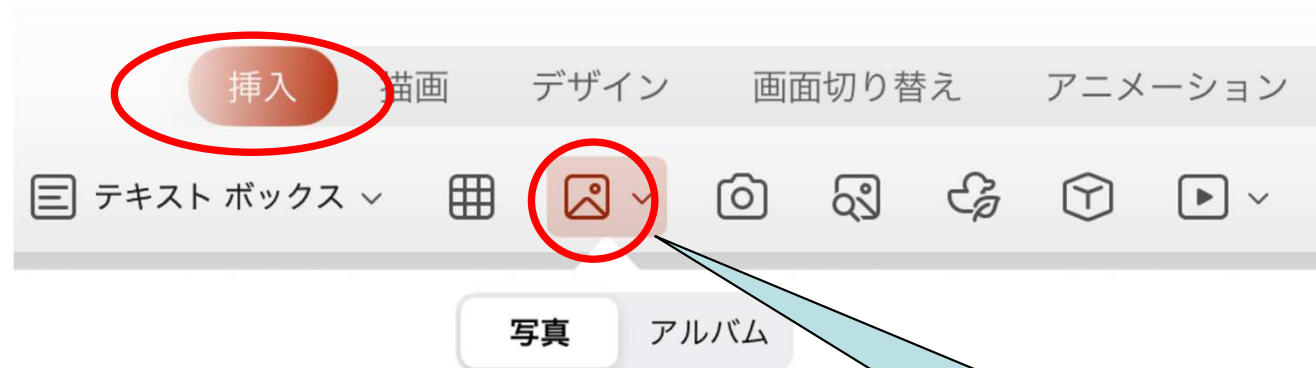 挿入 描画 デザイン 画面切り替え アニメーション
テキスト ボックス
写真 アルバム